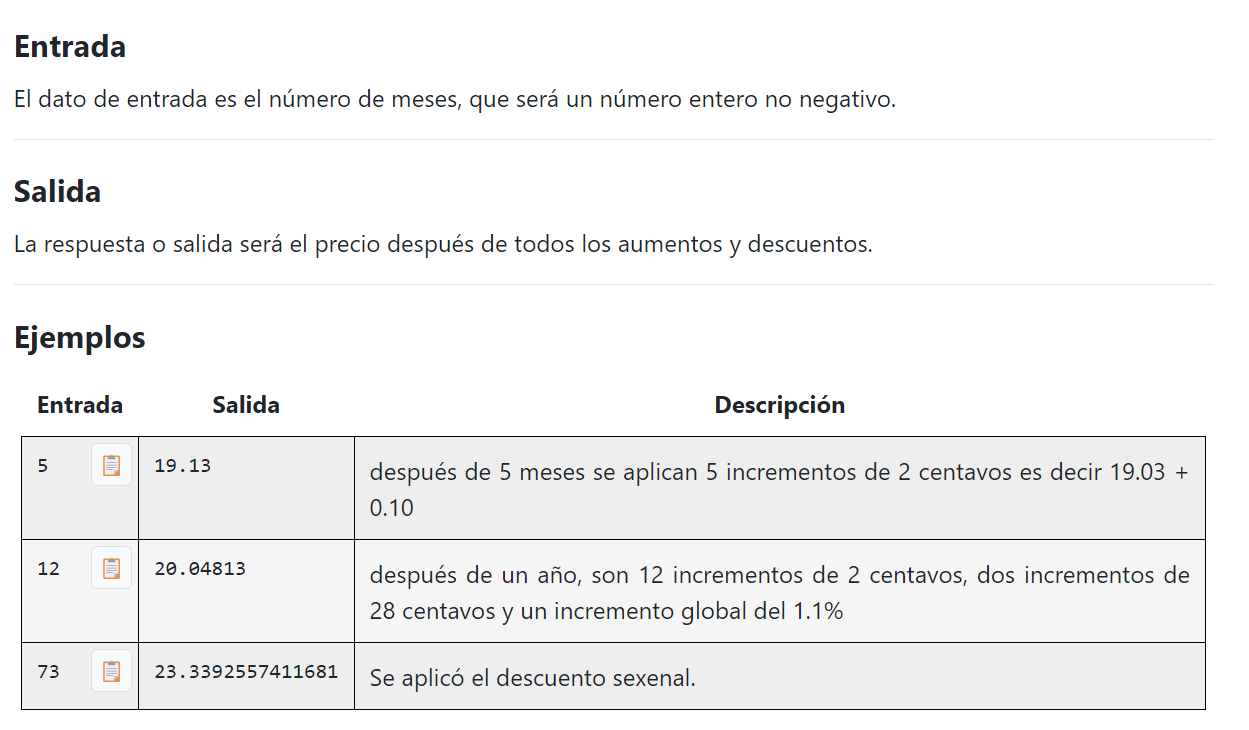 Entrada
El dato de entrada es el número de meses, que será un número entero no negativo.
Salida
La respuesta o salida será el precio después de todos los aumentos y descuentos.
Ejemplos
Entrada Salida Descripción
5 19.13 después de 5 meses se aplican 5 incrementos de 2 centavos es decir 19.03 +
0.10
12 20.04813 después de un año, son 12 incrementos de 2 centavos, dos incrementos de
28 centavos y un incremento global del 1.1%
73 23.3392557411681 Se aplicó el descuento sexenal.